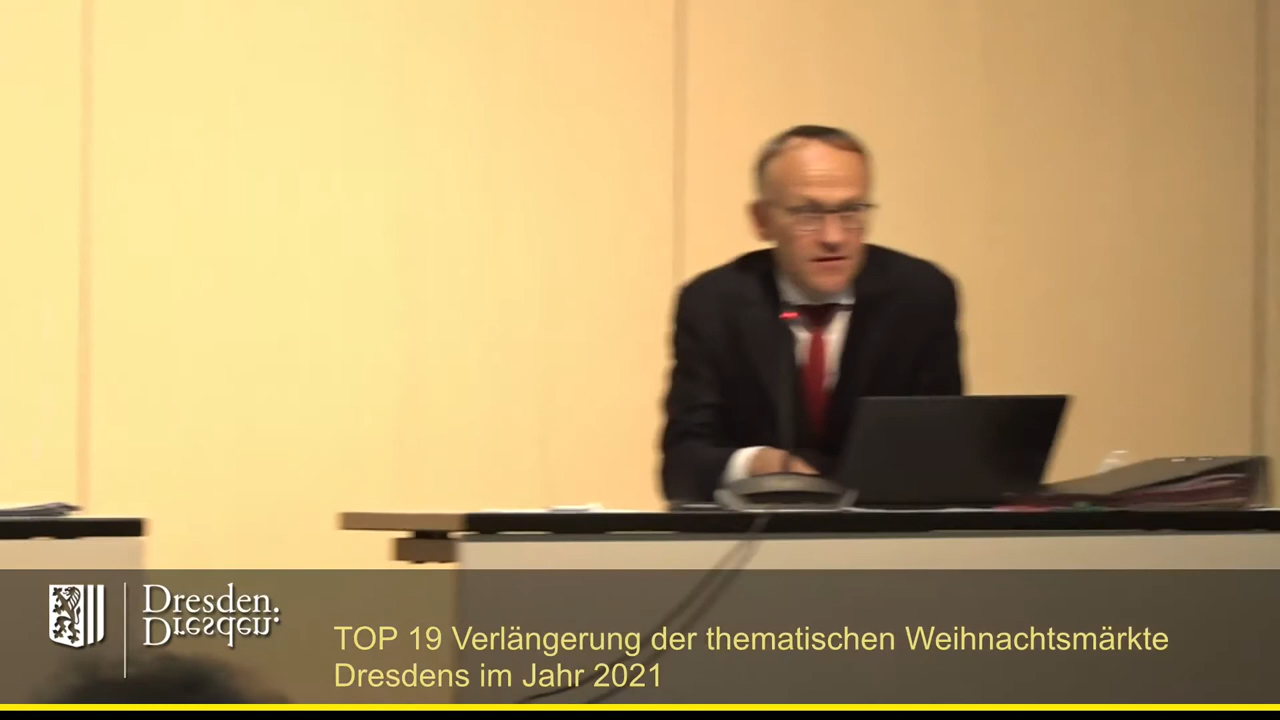 Dresden.
Dresden.
TOP 19 Verlängerung der thematischen Weihnachtsmärkte
Dresdens im Jahr 2021